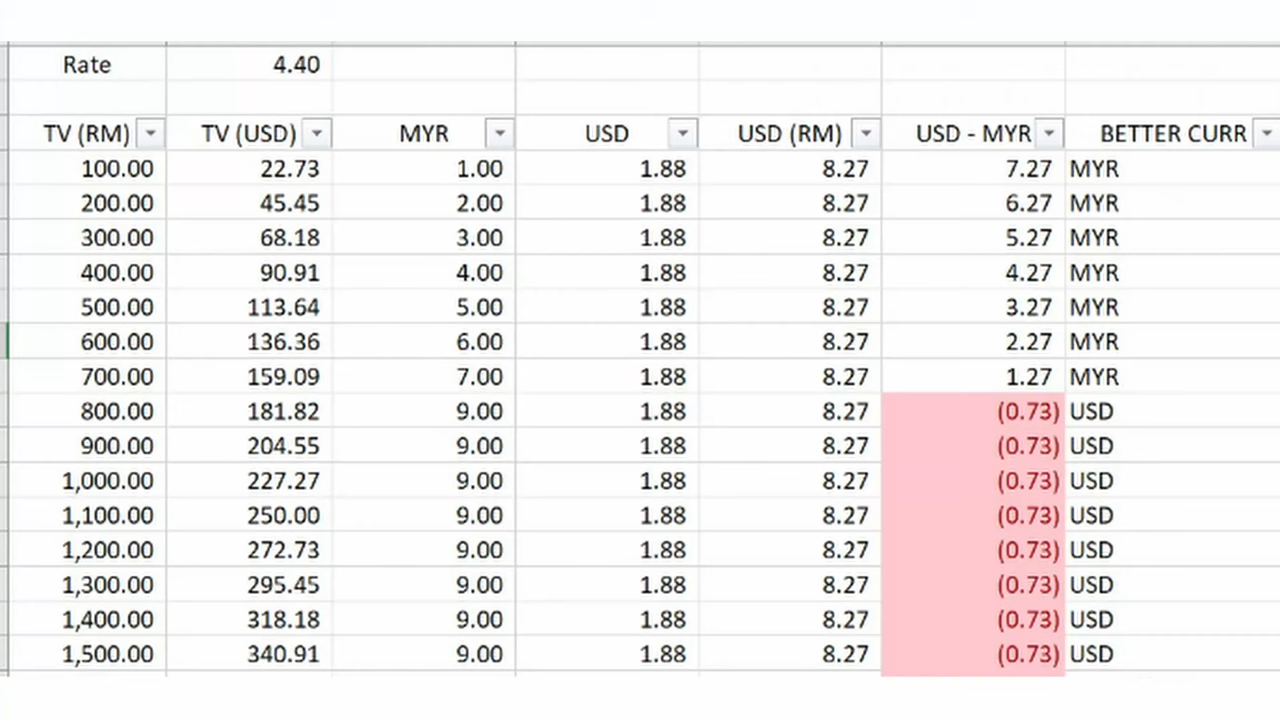 Rate 4.40
TV (RM) TV (USD) MYR USD USD (RM) USD - MYR BETTER CURR
100.00 22.73 1.00 1.88 8.27 7.27 MYR
200.00 45.45 2.00 1.88 8.27 6.27 MYR
300.00 68.18 3.00 1.88 8.27 5.27 MYR
400.00 90.91 4.00 1.88 8.27 4.27 MYR
500.00 113.64 5.00 1.88 8.27 3.27 MYR
600.00 136.36 6.00 1.88 8.27 2.27 MYR
700.00 159.09 7.00 1.88 8.27 1.27 MYR
800.00 181.82 9.00 1.88 8.27 (0.73) USD
900.00 204.55 9.00 1.88 8.27 (0.73) USD
1,000.00 227.27 9.00 1.88 8.27 (0.73) USD
1,100.00 250.00 9.00 1.88 8.27 (0.73) USD
1,200.00 272.73 9.00 1.88 8.27 (0.73) USD
1,300.00 295.45 9.00 1.88 8.27 (0.73) USD
1,400.00 318.18 9.00 1.88 8.27 (0.73) USD
1,500.00 340.91 9.00 1.88 8.27 (0.73) USD